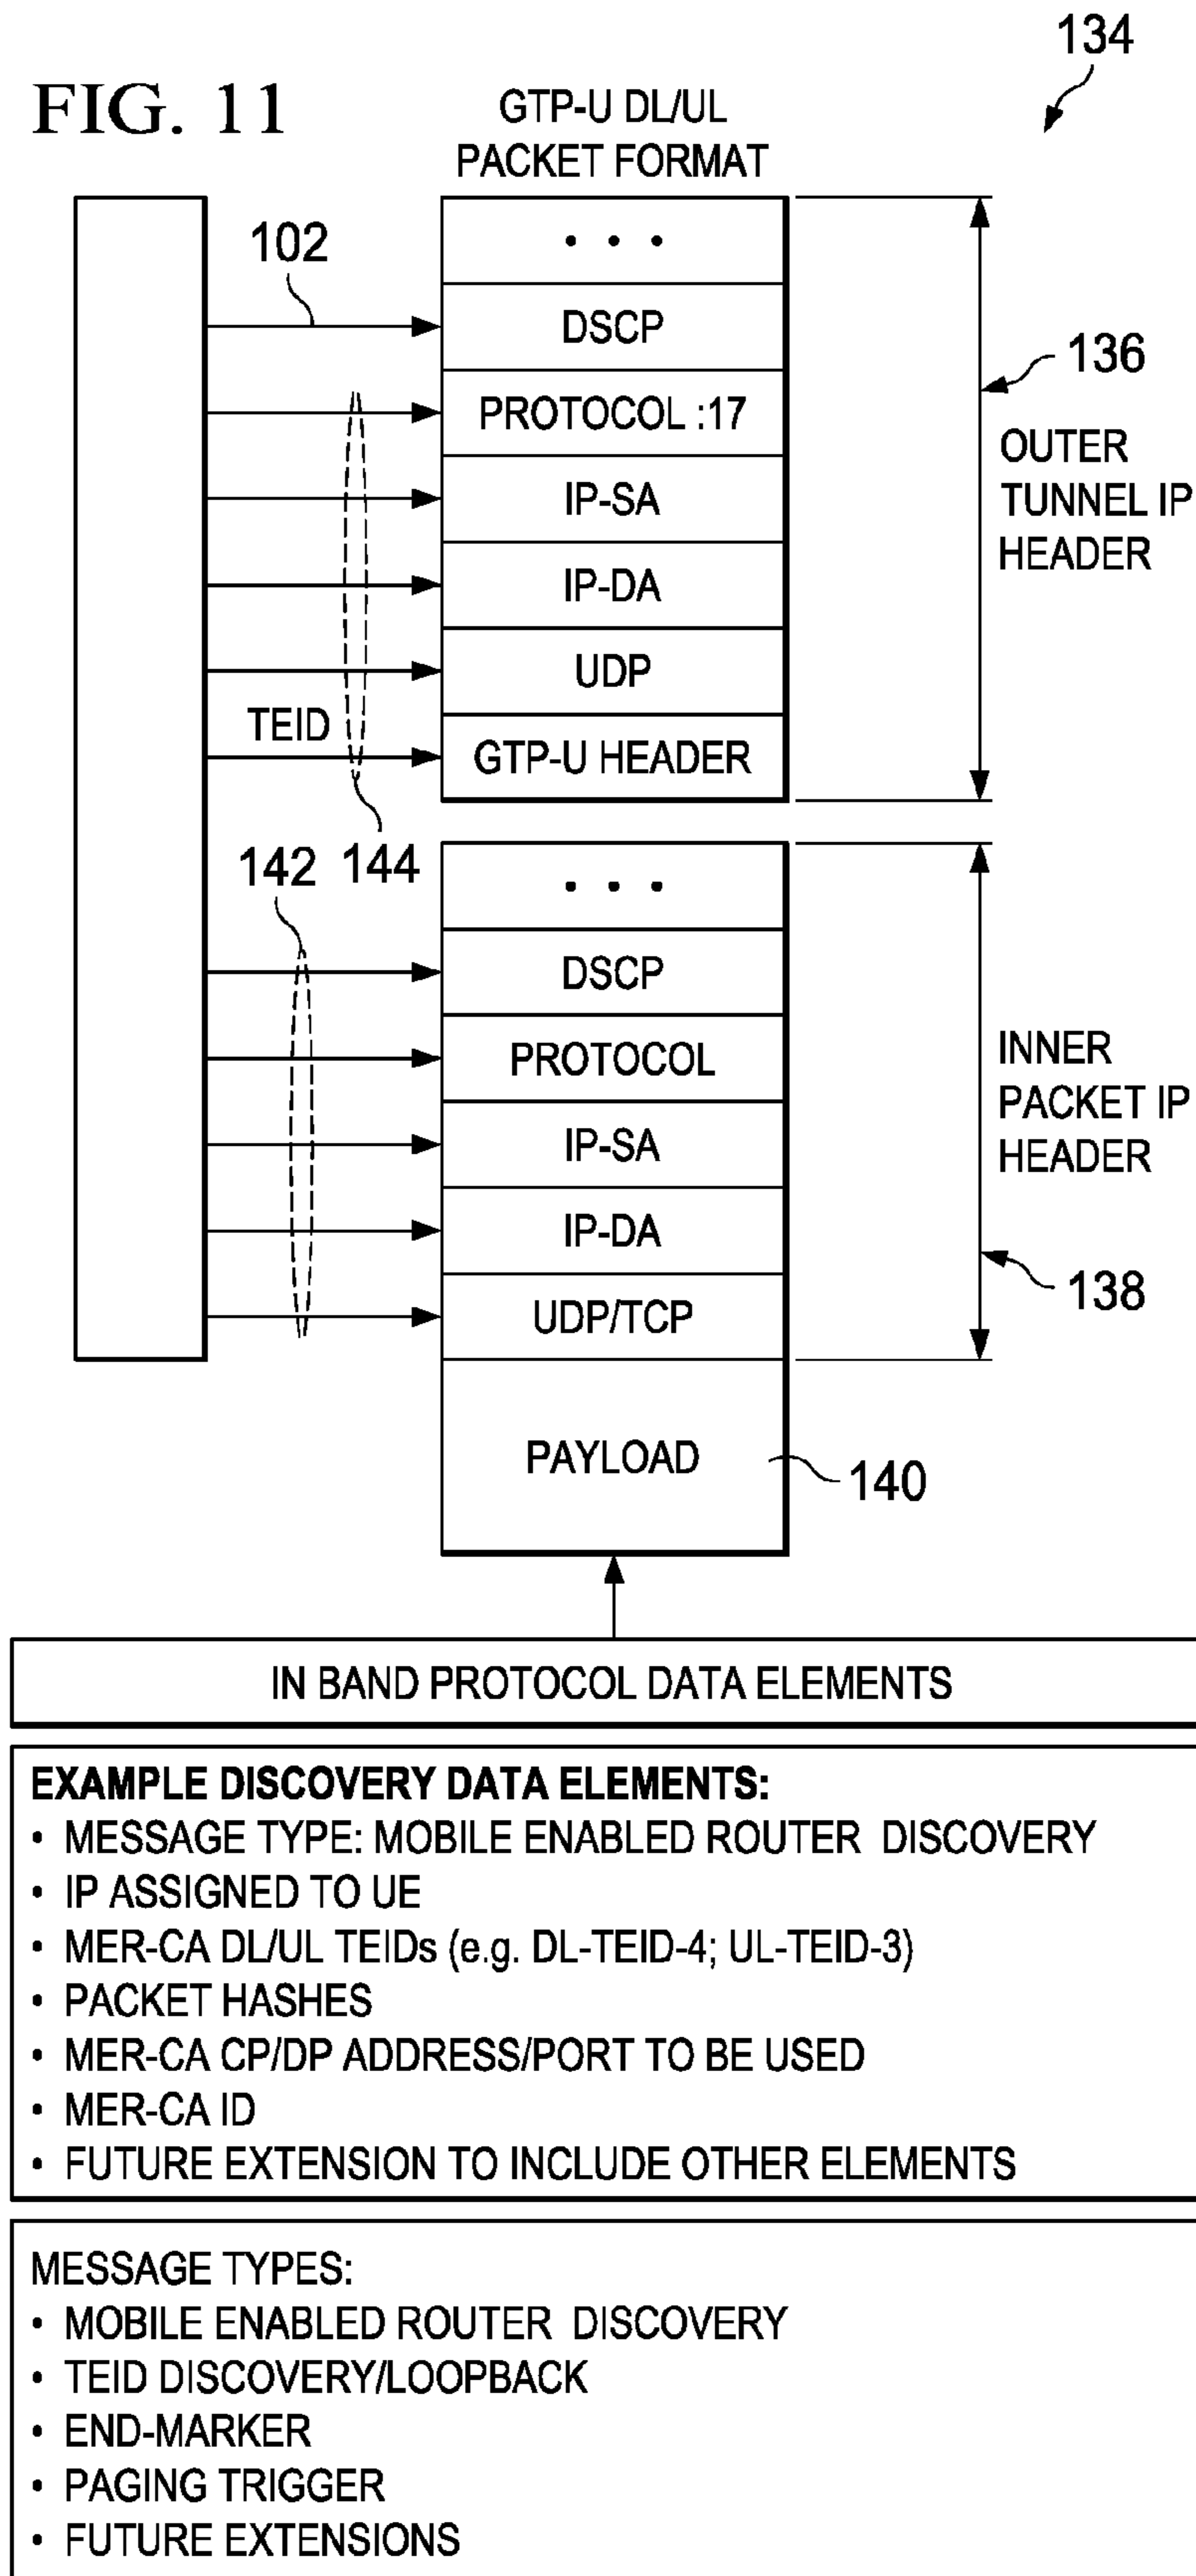 134
FIG. 11
GTP-U DL/UL
PACKET FORMAT
• • •
102
DSCP
136
PROTOCOL :17
OUTER
TUNNEL IP
HEADER
IP-SA
IP-DA
UDP
TEID
GTP-U HEADER
142
144
• • •
DSCP
PROTOCOL
INNER
PACKET IP
HEADER
IP-SA
IP-DA
138
UDP/TCP
PAYLOAD
140
IN BAND PROTOCOL DATA ELEMENTS
EXAMPLE DISCOVERY DATA ELEMENTS:
• MESSAGE TYPE: MOBILE ENABLED ROUTER DISCOVERY
• IP ASSIGNED TO UE
• MER-CA DL/UL TEIDs (e.g. DL-TEID-4; UL-TEID-3)
• PACKET HASHES
• MER-CA CP/DP ADDRESS/PORT TO BE USED
• MER-CA ID
• FUTURE EXTENSION TO INCLUDE OTHER ELEMENTS
MESSAGE TYPES:
• MOBILE ENABLED ROUTER DISCOVERY
• TEID DISCOVERY/LOOPBACK
• END-MARKER
• PAGING TRIGGER
• FUTURE EXTENSIONS